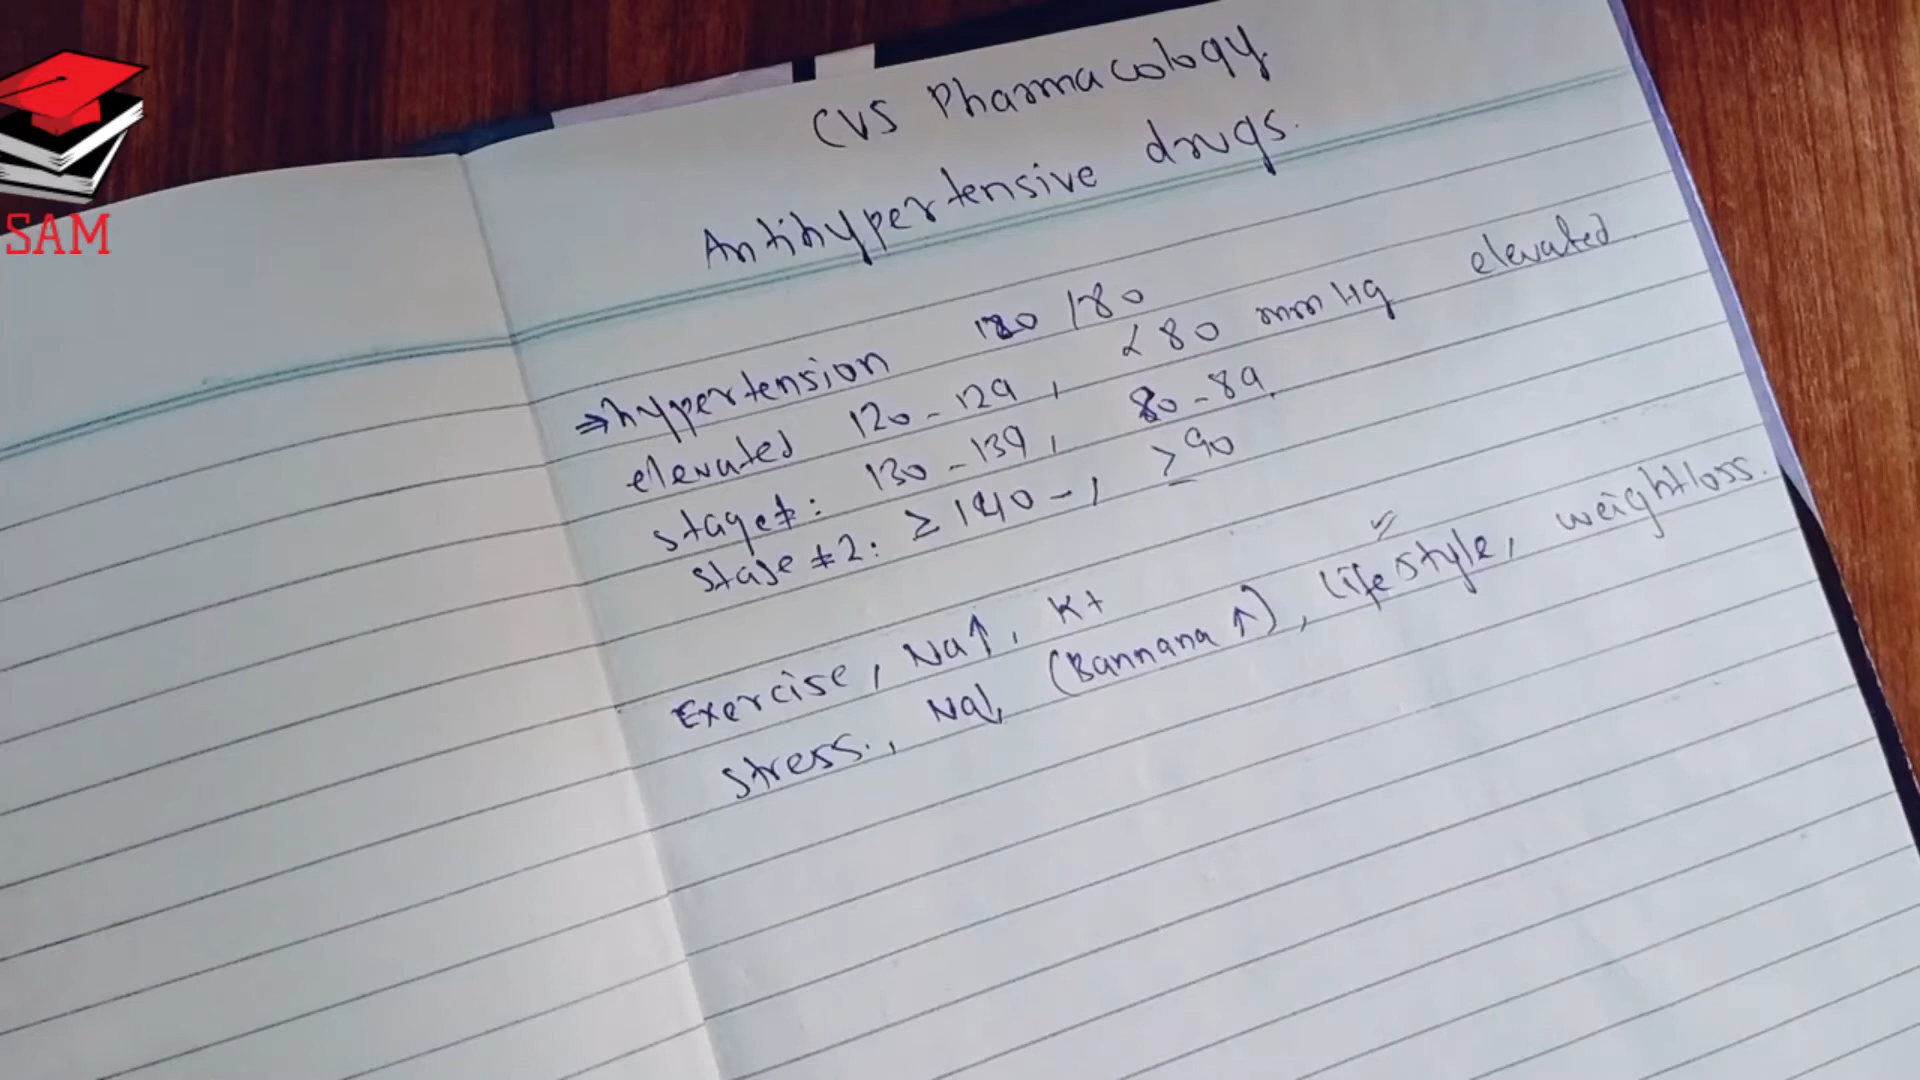 SAM
CVS Pharmacology
Antihypertensive drugs.
⇒hypertension 120/80
elevated 120-129, <80 mmHg elevated
stage 1: 130-139, 80-89.
Stage #2: ≥140-, ≥90
Exercise, Na↑, K+
Stress., Na↓, (Bannana↑), lifestyle, weightloss.